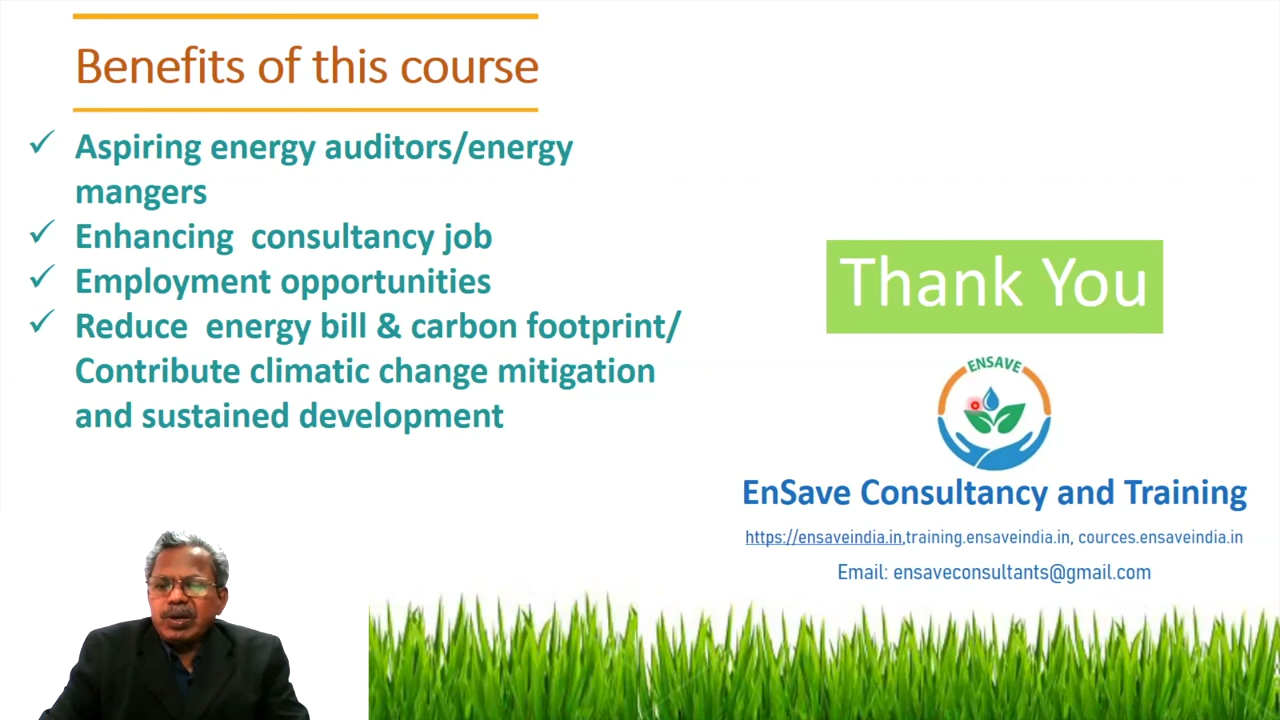 Benefits of this course
✓ Aspiring energy auditors/energy
mangers
✓ Enhancing consultancy job
✓ Employment opportunities
✓ Reduce energy bill & carbon footprint/
Contribute climatic change mitigation
and sustained development
Thank You
ENSAVE
EnSave Consultancy and Training
https://ensaveindia.in,training.ensaveindia.in, cources.ensaveindia.in
Email: ensaveconsultants@gmail.com